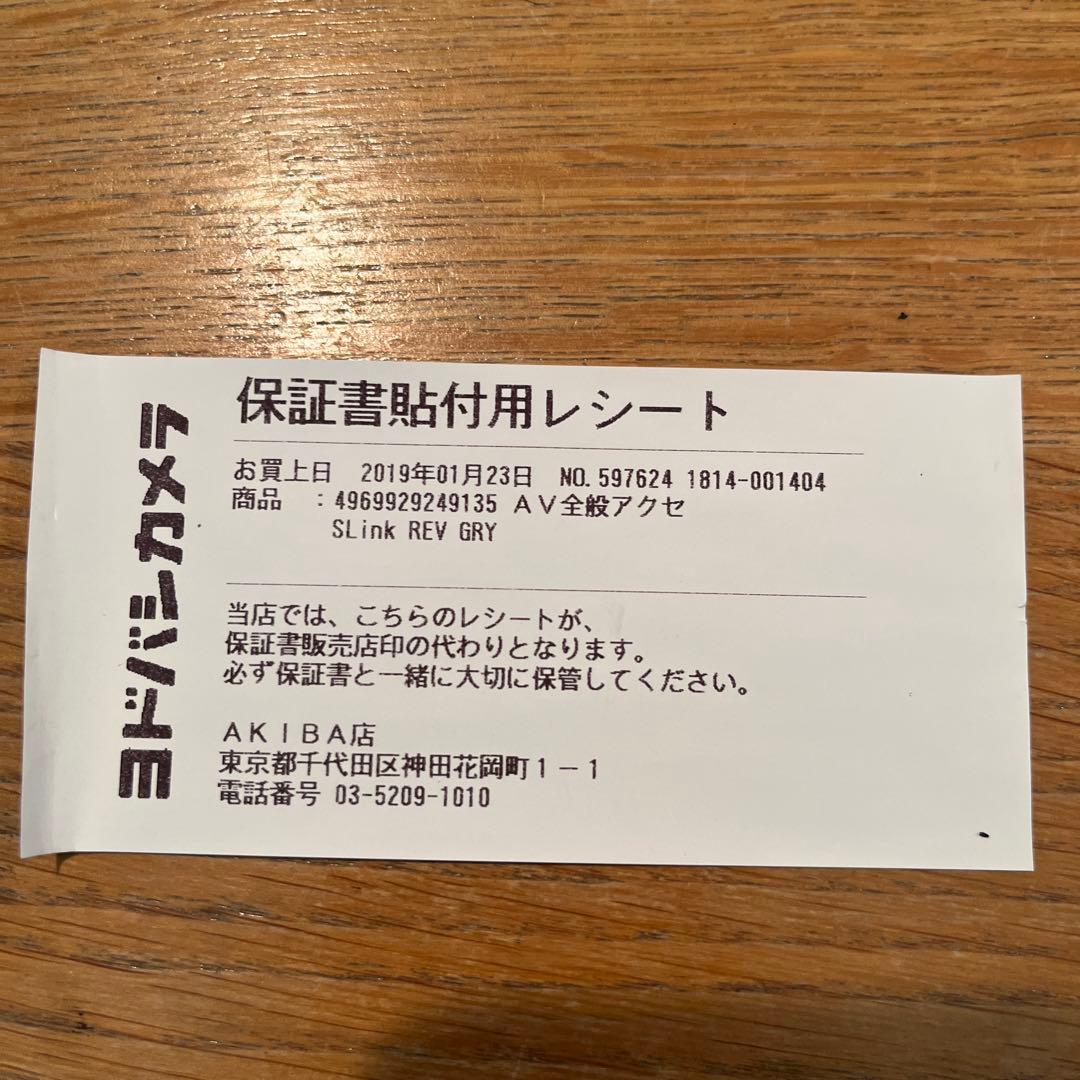 ヨドバシカメラ
保証書貼付用レシート
お買上日 2019年01月23日 NO.597624 1814-001404
商品 :4969929249135 AV全般アクセ
SLink REV GRY
当店では、こちらのレシートが、
保証書販売店印の代わりとなります。
必ず保証書と一緒に大切に保管してください。
AKIBA店
東京都千代田区神田花岡町1-1
電話番号 03-5209-1010